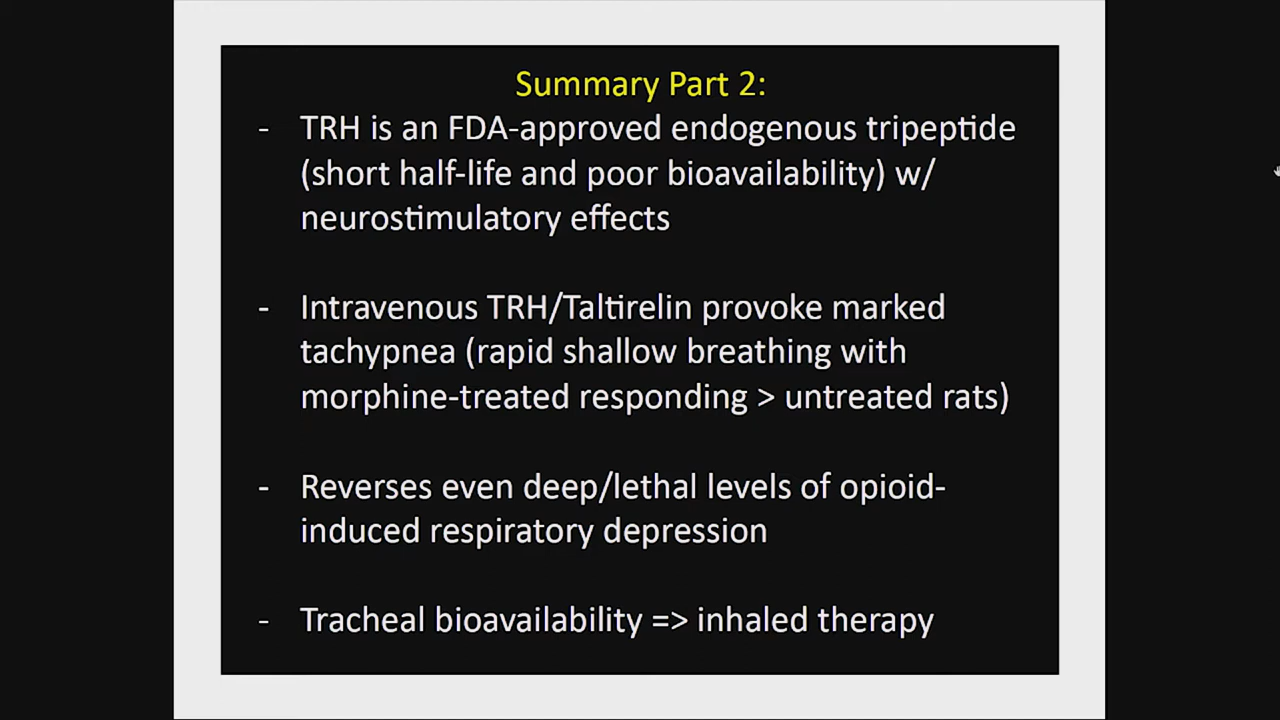 Summary Part 2:
- TRH is an FDA-approved endogenous tripeptide
(short half-life and poor bioavailability) w/
neurostimulatory effects
- Intravenous TRH/Taltirelin provoke marked
tachypnea (rapid shallow breathing with
morphine-treated responding > untreated rats)
- Reverses even deep/lethal levels of opioid-
induced respiratory depression
- Tracheal bioavailability => inhaled therapy